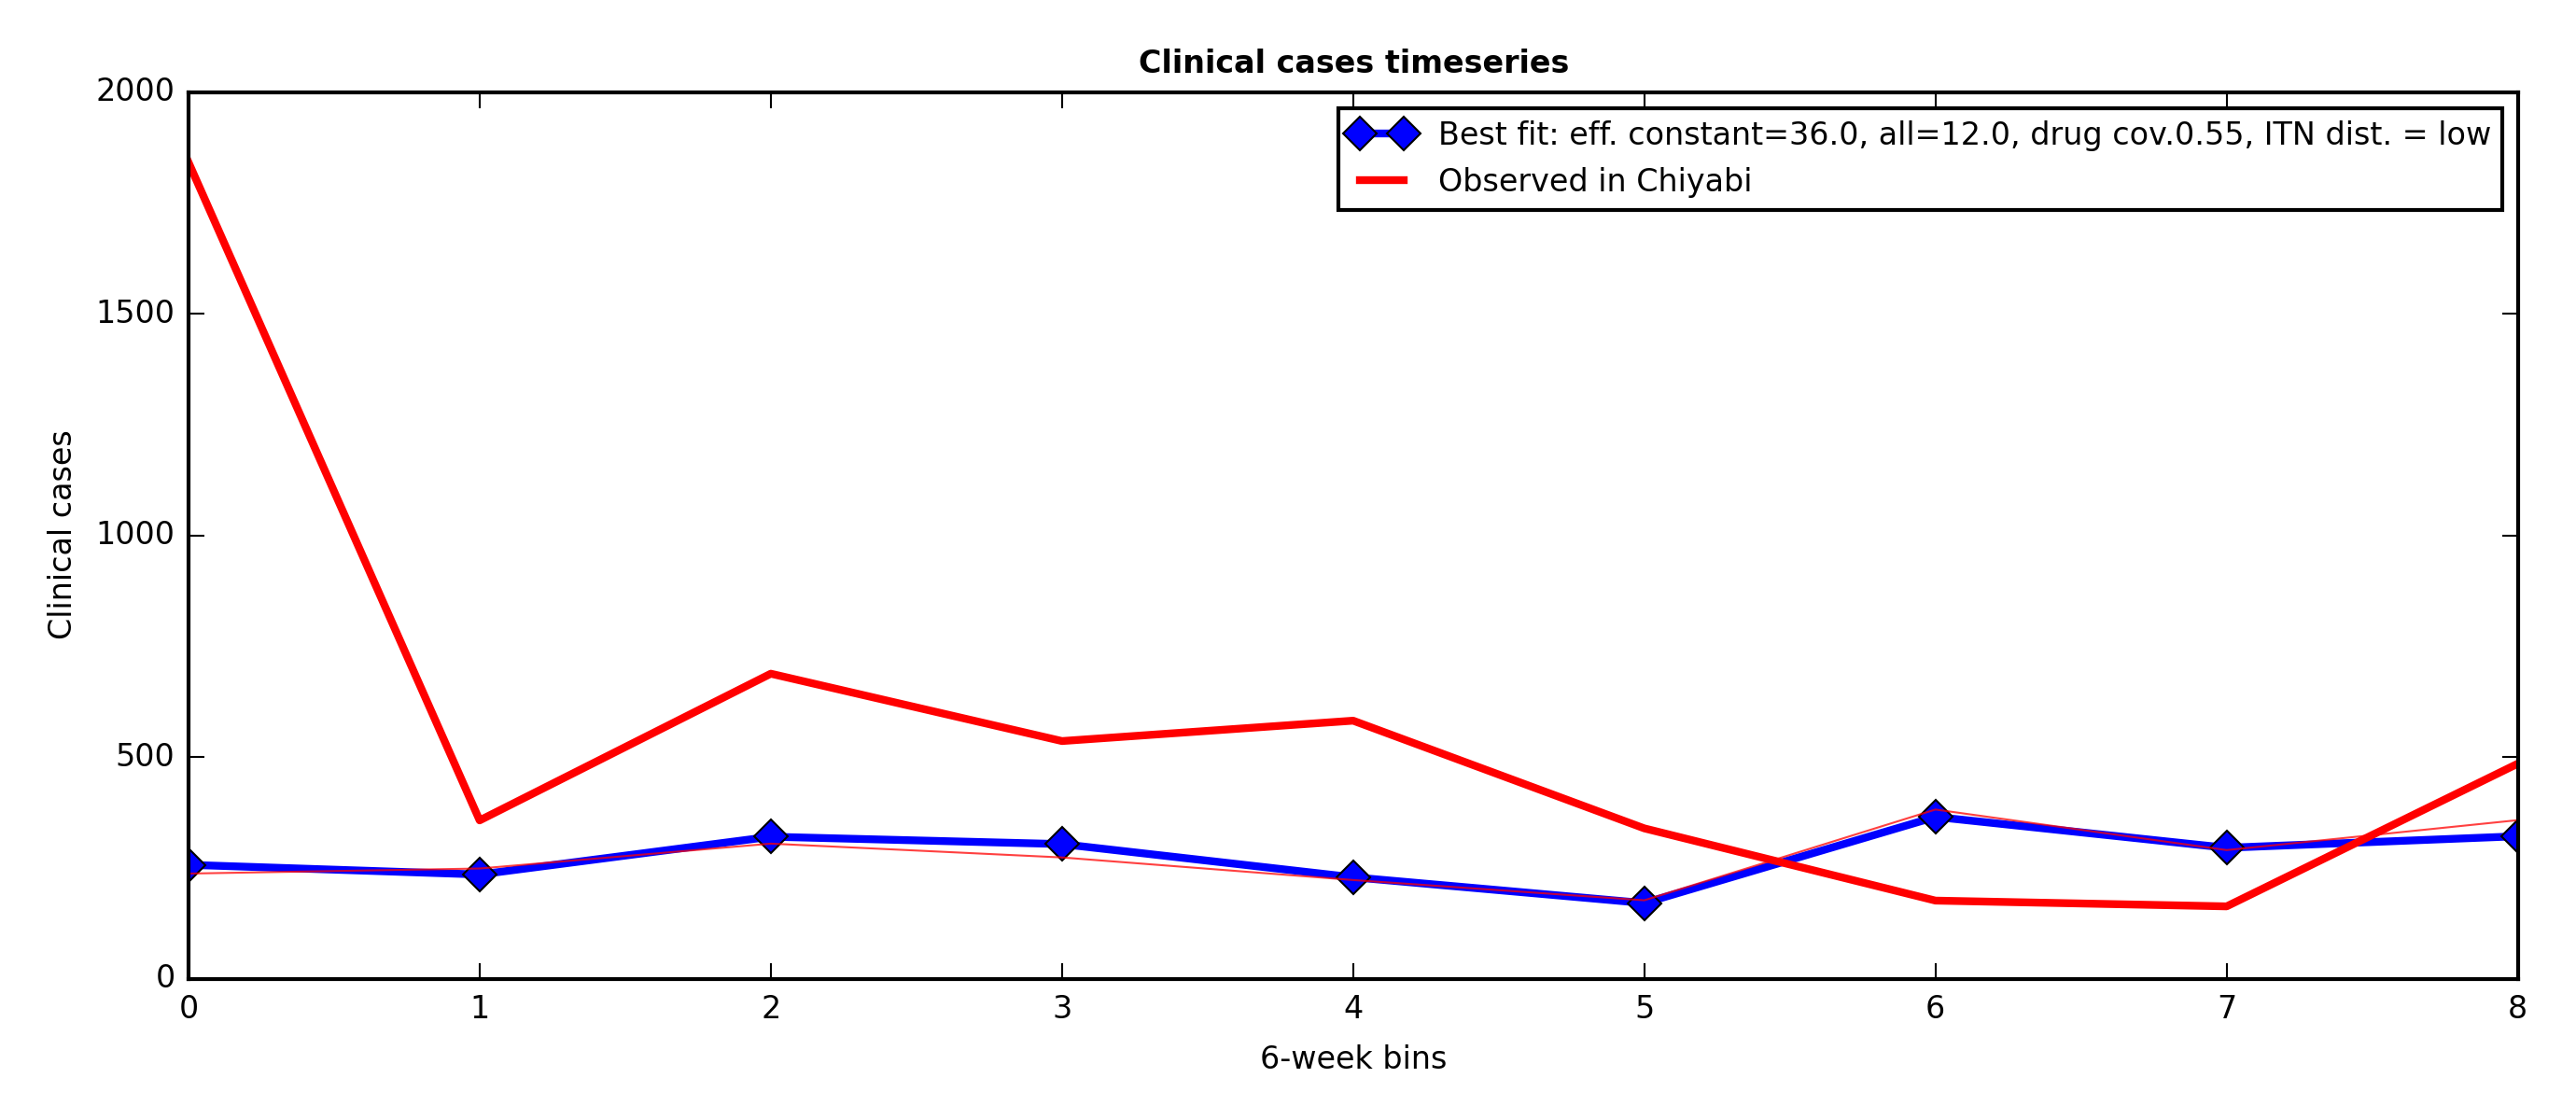 Clinical cases timeseries
2000
1500
1000
500
0
Clinical cases
Best fit: eff. constant=36.0, all=12.0, drug cov.0.55, ITN dist. = low
Observed in Chiyabi
0 1 2 3 4 5 6 7 8
6-week bins